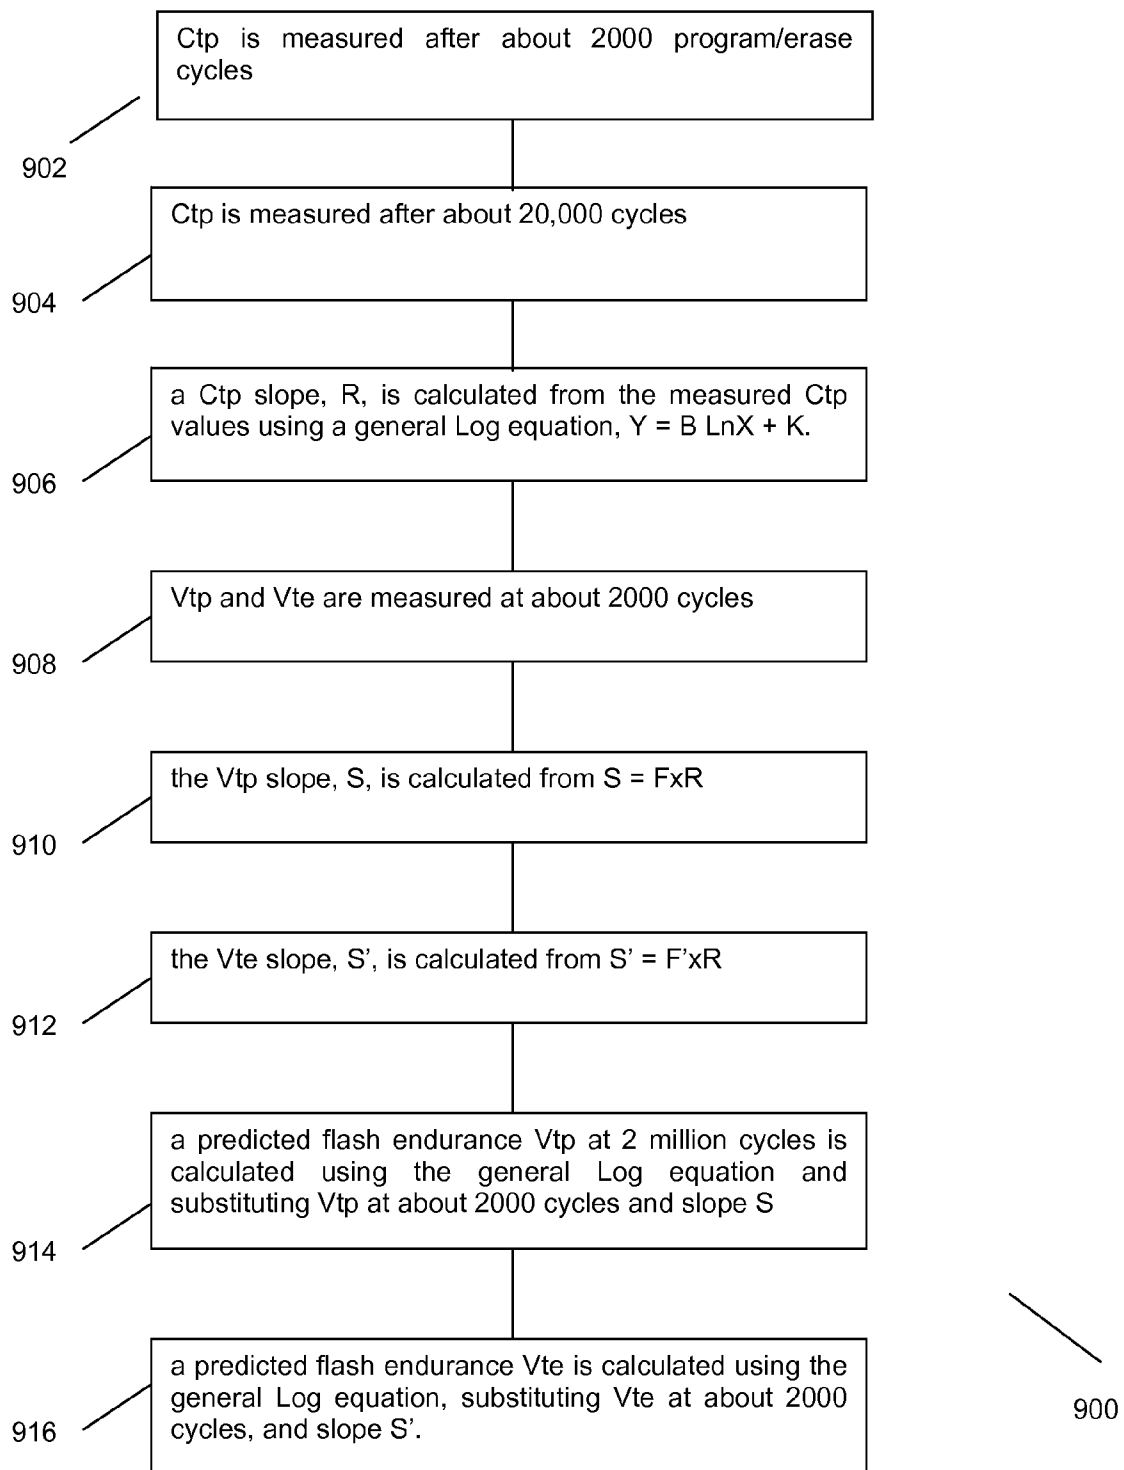 Ctp is measured after about 2000 program/erase
cycles
902
Ctp is measured after about 20,000 cycles
904
a Ctp slope, R, is calculated from the measured Ctp
values using a general Log equation, Y = B LnX + K.
906
Vtp and Vte are measured at about 2000 cycles
908
the Vtp slope, S, is calculated from S = FxR
910
the Vte slope, S’, is calculated from S’ = F’xR
912
a predicted flash endurance Vtp at 2 million cycles is
calculated using the general Log equation and
substituting Vtp at about 2000 cycles and slope S
914
a predicted flash endurance Vte is calculated using the
general Log equation, substituting Vte at about 2000
cycles, and slope S’.
916
900